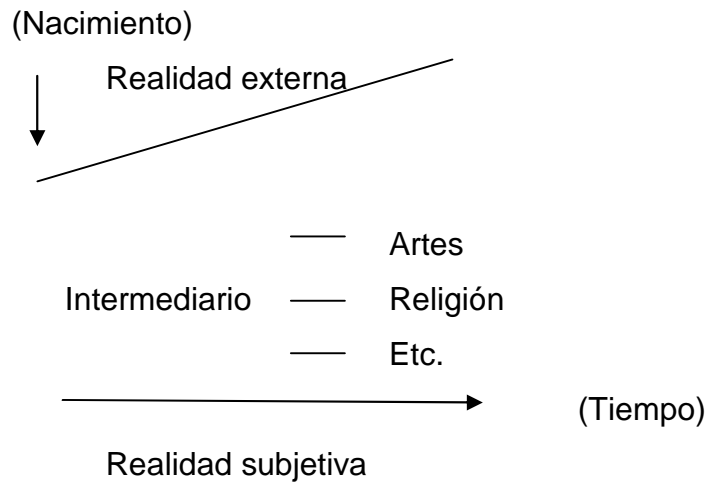 (Nacimiento)
Realidad externa
Artes
Intermediario
Religión
Etc.
(Tiempo)
Realidad subjetiva